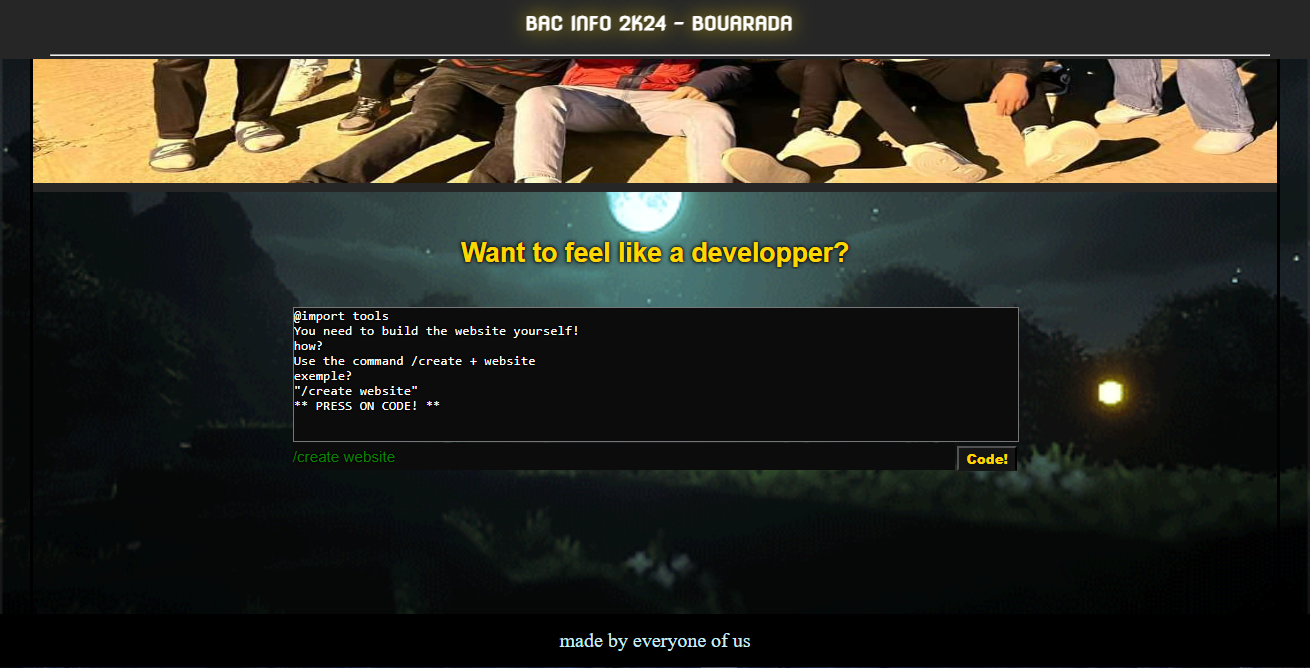 BAC INFO 2K24 - BOUARADA
Want to feel like a developper?
@import tools
You need to build the website yourself!
how?
Use the command /create + website
exemple?
"/create website"
** PRESS ON CODE! **
/create website
Code!
made by everyone of us